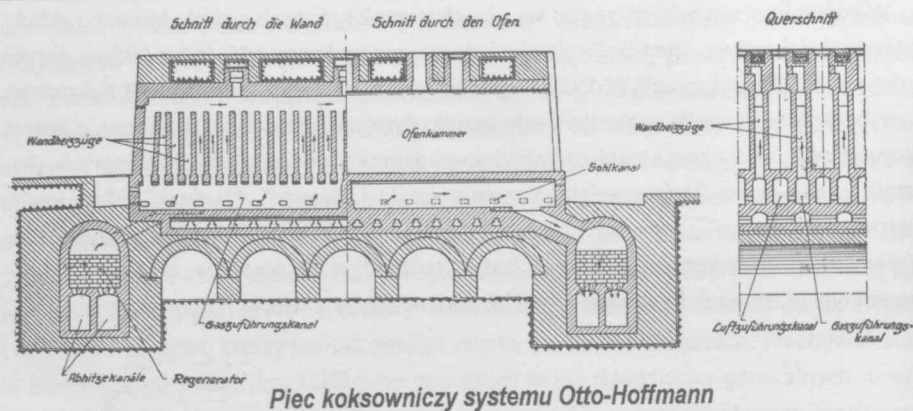 Schnitt durch die Wand
Schnitt durch den Ofen.
Querschnitt
Wandheizzüge
Ofenkammer
Sohlkanal
Wandheizzüge
Gaszuführungskanal
Luftzuführungskanal
Gaszuführungs-
kanal
Abhitzekanäle
Regenerator
Piec koksowniczy systemu Otto-Hoffmann